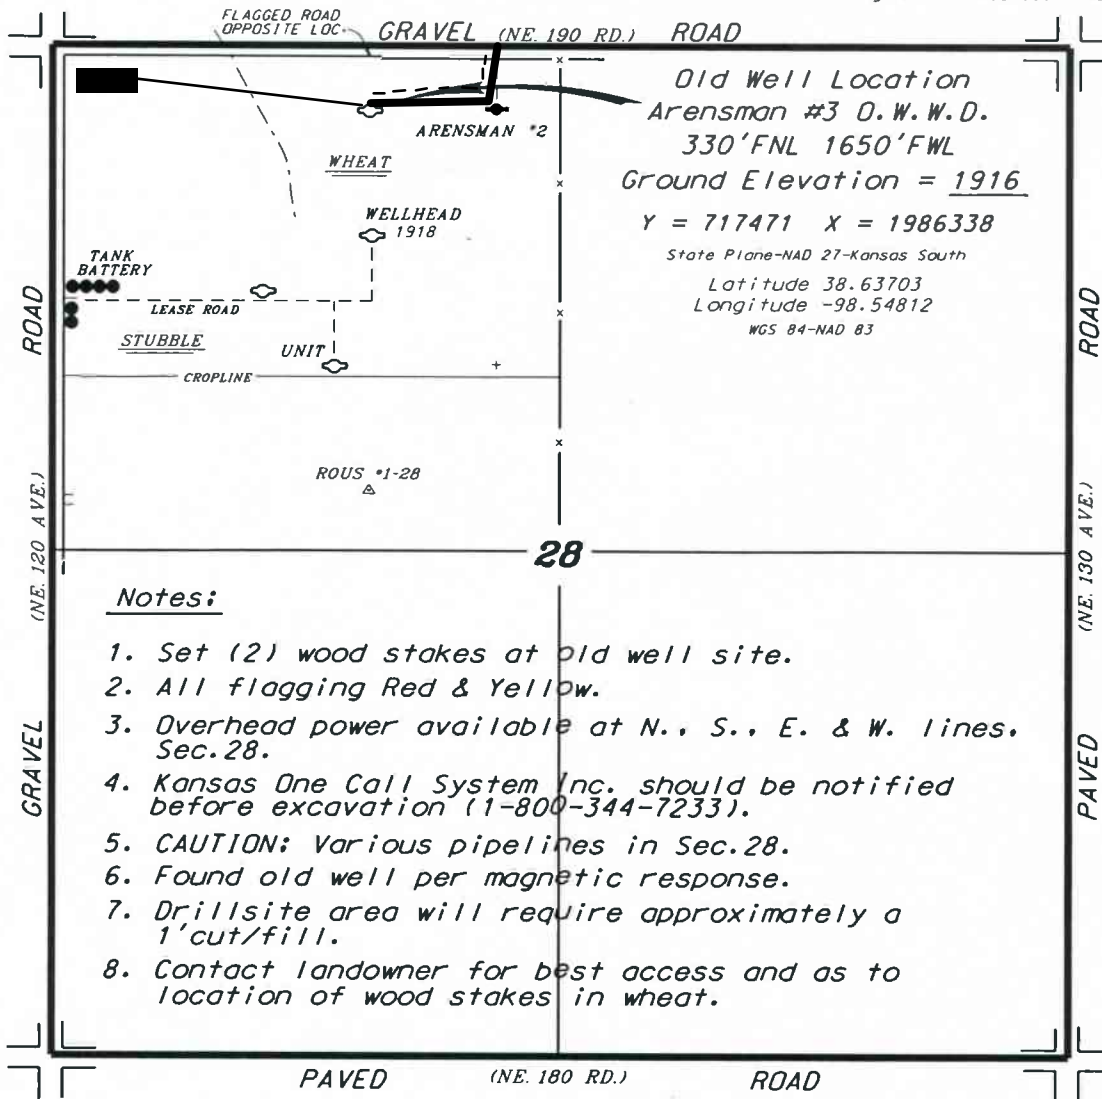 FLAGGED ROAD
OPPOSITE LOC.
GRAVEL (NE. 190 RD.) ROAD
Old Well Location
Arensman #3 O.W.W.D.
330'FNL 1650'FWL
Ground Elevation = 1916
Y = 717471 X = 1986338
State Plane-NAD 27-Kansas South
Latitude 38.63703
Longitude -98.54812
WGS 84-NAD 83
ARENSMAN #2
WHEAT
WELLHEAD
1918
TANK
BATTERY
LEASE ROAD
STUBBLE
UNIT
CROPLINE
ROUS #1-28
28
ROAD
(NE. 120 AVE.)
GRAVEL
ROAD
(NE. 130 AVE.)
PAVED
Notes:
1. Set (2) wood stakes at old well site.
2. All flagging Red & Yellow.
3. Overhead power available at N., S., E. & W. lines,
Sec.28.
4. Kansas One Call System Inc. should be notified
before excavation (1-800-344-7233).
5. CAUTION: Various pipelines in Sec.28.
6. Found old well per magnetic response.
7. Drillsite area will require approximately a
1'cut/fill.
8. Contact landowner for best access and as to
location of wood stakes in wheat.
PAVED (NE. 180 RD.) ROAD